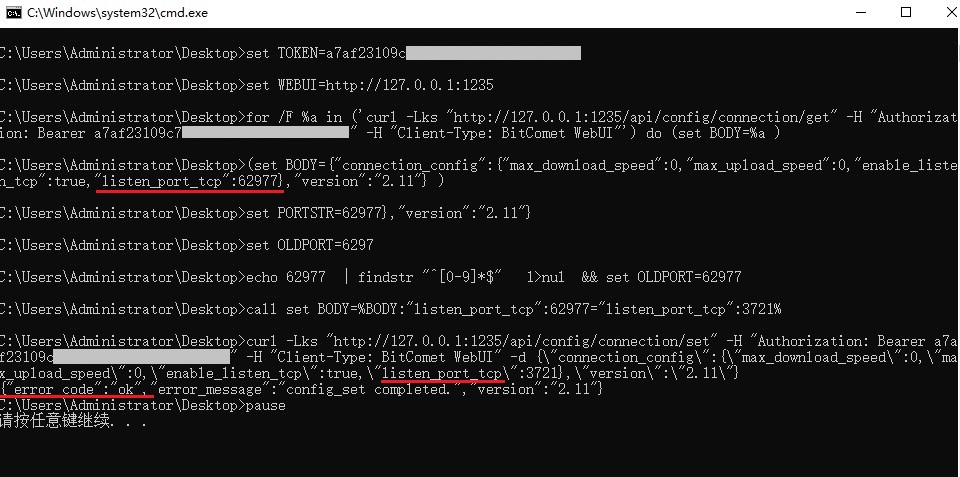 C:\Windows\system32\cmd.exe
C:\Users\Administrator\Desktop>set TOKEN=a7af23109c
C:\Users\Administrator\Desktop>set WEBUI=http://127.0.0.1:1235
C:\Users\Administrator\Desktop>for /F %a in ('curl -Lks "http://127.0.0.1:1235/api/config/connection/get" -H "Authorizat
ion: Bearer a7af23109c7" -H "Client-Type: BitComet WebUI"') do (set BODY=%a )
C:\Users\Administrator\Desktop>(set BODY={"connection_config":{"max_download_speed":0,"max_upload_speed":0,"enable_liste
n_tcp":true,"listen_port_tcp":62977},"version":"2.11"} )
C:\Users\Administrator\Desktop>set PORTSTR=62977},"version":"2.11"}
C:\Users\Administrator\Desktop>set OLDPORT=6297
C:\Users\Administrator\Desktop>echo 62977  | findstr "^[0-9]*$"   1>nul  && set OLDPORT=62977
C:\Users\Administrator\Desktop>call set BODY=%BODY:"listen_port_tcp":62977="listen_port_tcp":3721%
C:\Users\Administrator\Desktop>curl -Lks "http://127.0.0.1:1235/api/config/connection/set" -H "Authorization: Bearer a7a
f23109c" -H "Client-Type: BitComet WebUI" -d {\"connection_config\":{\"max_download_speed\":0,\"ma
x_upload_speed\":0,\"enable_listen_tcp\":true,\"listen_port_tcp\":3721},\"version\":\"2.11\"}
{"error_code":"ok","error_message":"config_set completed.","version":"2.11"}
C:\Users\Administrator\Desktop>pause
请按任意键继续. . .